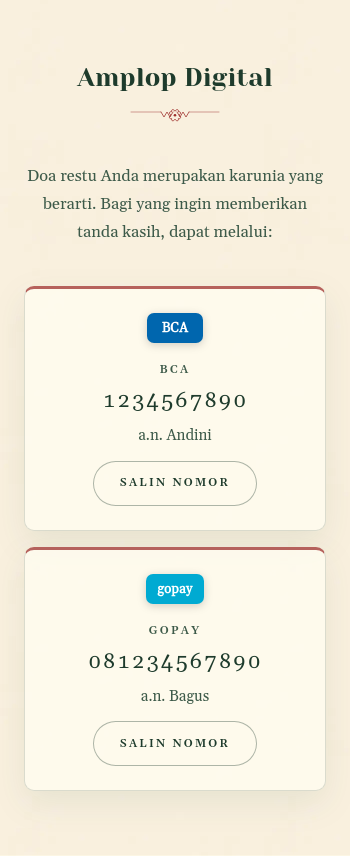 Amplop Digital
Doa restu Anda merupakan karunia yang
berarti. Bagi yang ingin memberikan
tanda kasih, dapat melalui:
BCA
BCA
1234567890
a.n. Andini
SALIN NOMOR
gopay
GOPAY
081234567890
a.n. Bagus
SALIN NOMOR